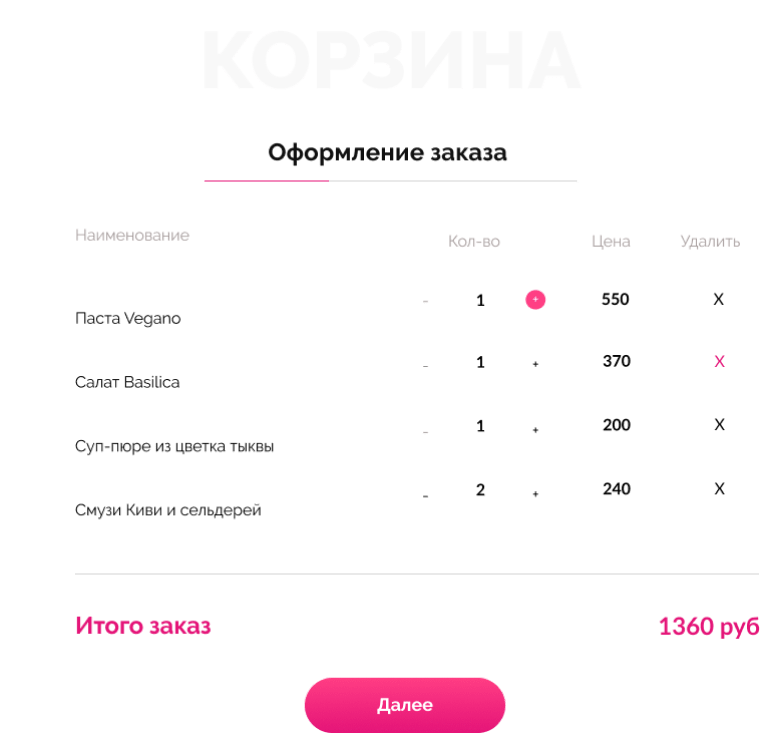 КОРЗИНА
Оформление заказа
Наименование Кол-во Цена Удалить
Паста Vegano - 1 + 550 X
Салат Basilica - 1 + 370 X
Суп-пюре из цветка тыквы - 1 + 200 X
Смузи Киви и сельдерей - 2 + 240 X
Итого заказ 1360 руб
Далее